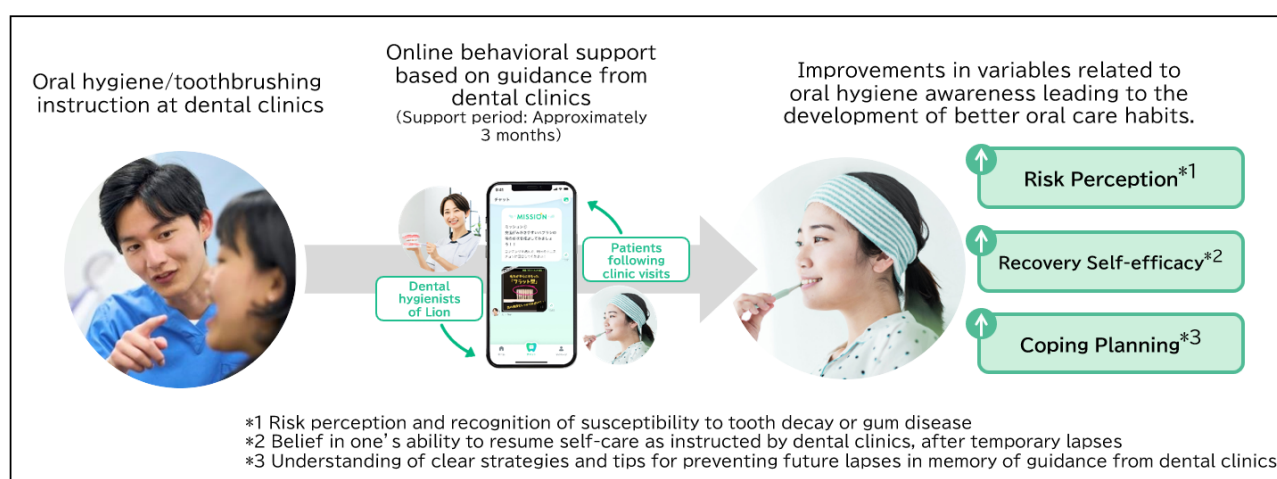 Oral hygiene/toothbrushing
instruction at dental clinics
Online behavioral support
based on guidance from
dental clinics
(Support period: Approximately
3 months)
チャット
MISSION
Dental
hygienists
of Lion
Patients
following
clinic visits
Improvements in variables related to
oral hygiene awareness leading to the
development of better oral care habits.
Risk Perception*1
Recovery Self-efficacy*2
Coping Planning*3
*1 Risk perception and recognition of susceptibility to tooth decay or gum disease
*2 Belief in one's ability to resume self-care as instructed by dental clinics, after temporary lapses
*3 Understanding of clear strategies and tips for preventing future lapses in memory of guidance from dental clinics